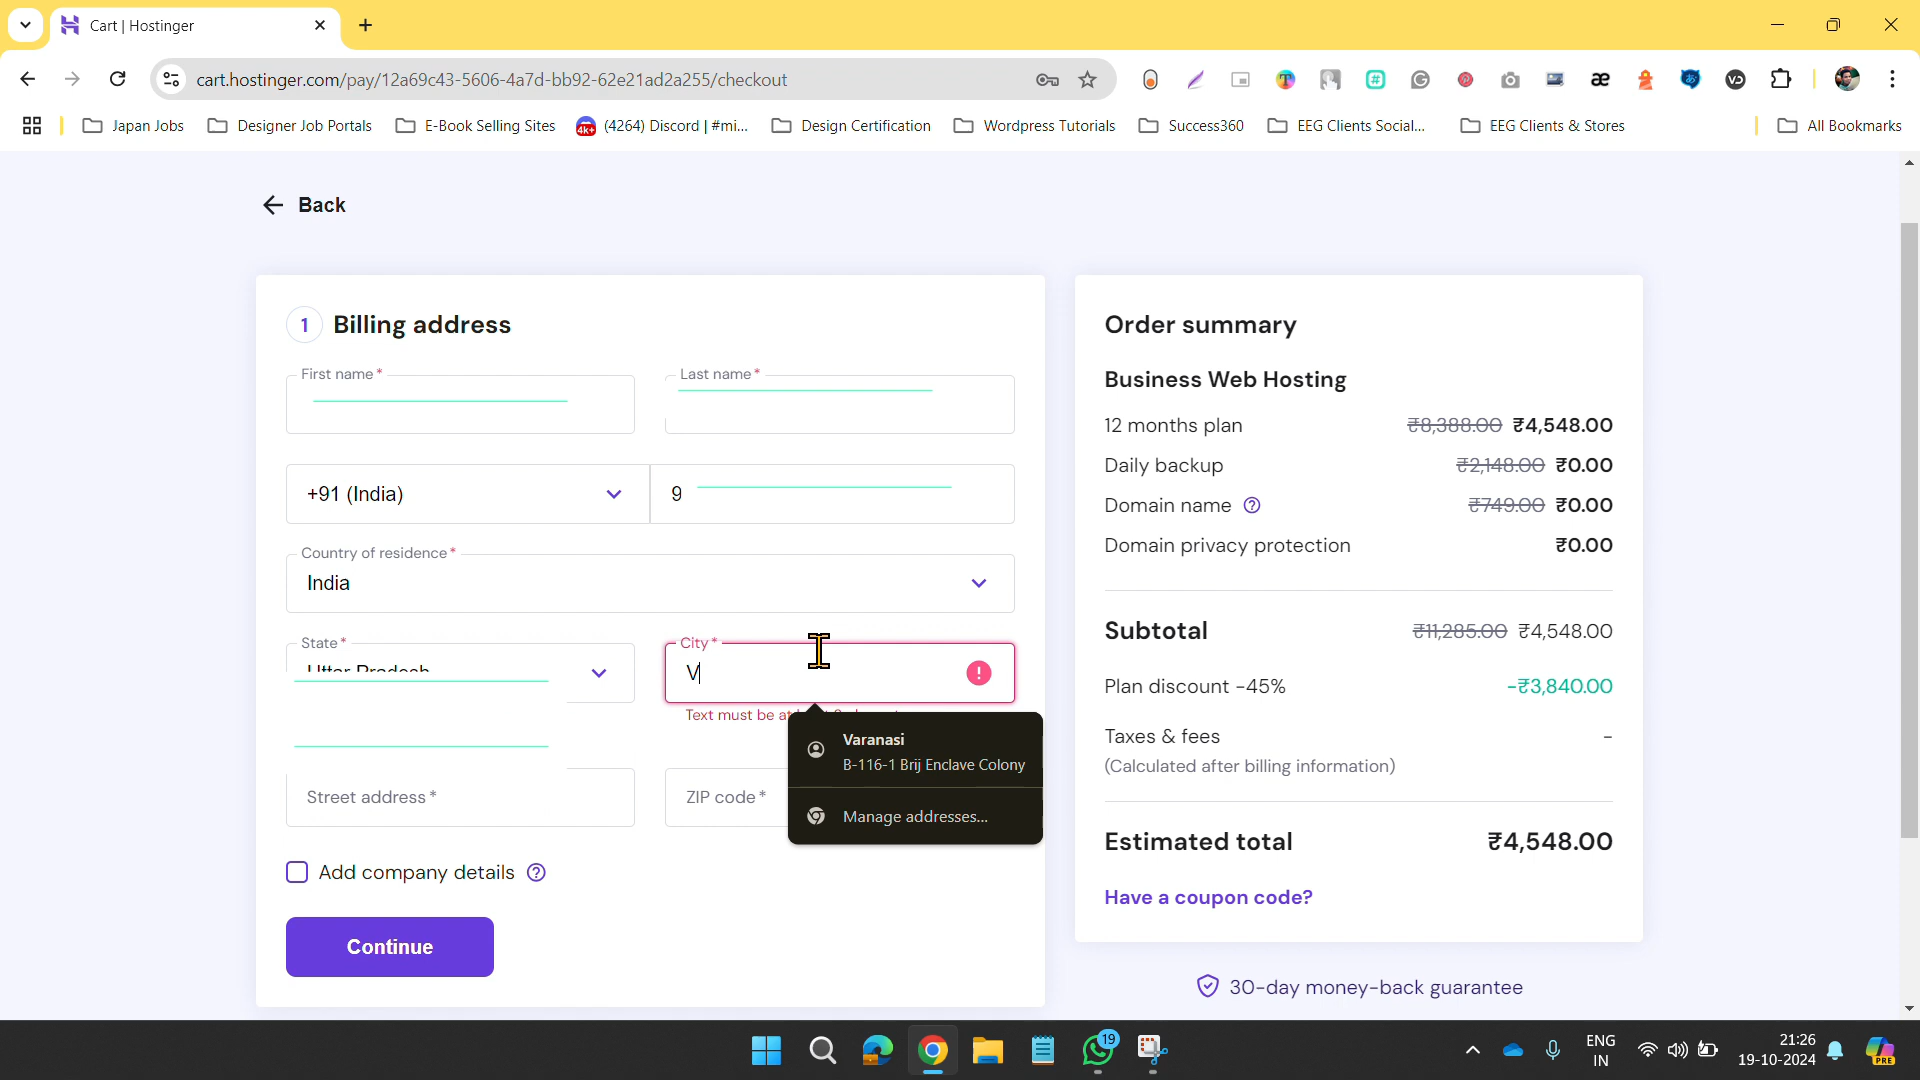 Cart | Hostinger
cart.hostinger.com/pay/12a69c43-5606-4a7d-bb92-62e21ad2a255/checkout
Japan Jobs
Designer Job Portals
E-Book Selling Sites
(4264) Discord | #mi...
Design Certification
Wordpress Tutorials
Success360
EEG Clients Social...
EEG Clients & Stores
All Bookmarks
Back
1 Billing address
First name *
Last name *
+91 (India)
9
Country of residence *
India
State *
Uttar Pradesh
City *
V
Text must be at
Varanasi
B-116-1 Brij Enclave Colony
Manage addresses...
Street address *
ZIP code *
Add company details
Continue
Order summary
Business Web Hosting
12 months plan ₹8,388.00 ₹4,548.00
Daily backup ₹2,148.00 ₹0.00
Domain name ₹749.00 ₹0.00
Domain privacy protection ₹0.00
Subtotal ₹11,285.00 ₹4,548.00
Plan discount -45% -₹3,840.00
Taxes & fees -
(Calculated after billing information)
Estimated total ₹4,548.00
Have a coupon code?
30-day money-back guarantee
19
ENG
IN
21:26
19-10-2024
PRE